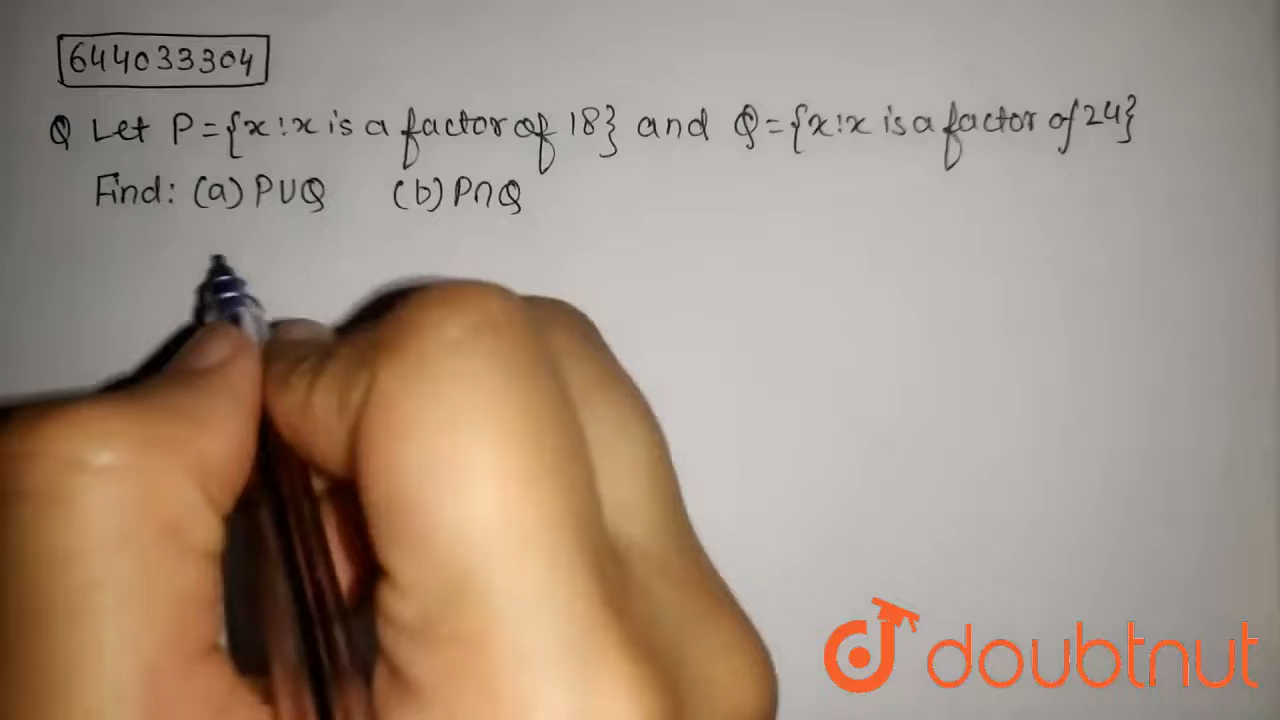 644033304
Q Let P={x:x is a factor of 18} and Q={x:x is a factor of 24}
Find: (a) P∪Q (b) P∩Q
doubtnut